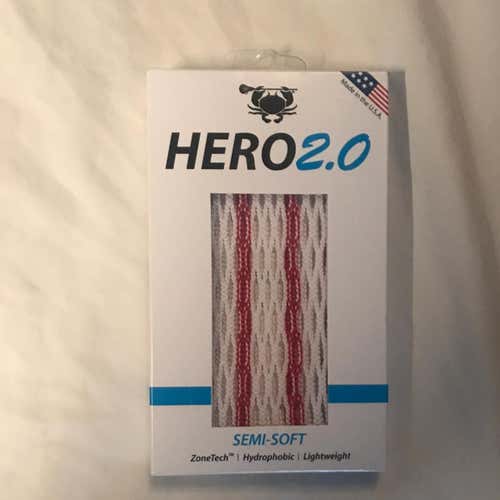 Made in the U.S.A.
HERO2.0
SEMI-SOFT
ZoneTech™ | Hydrophobic | Lightweight